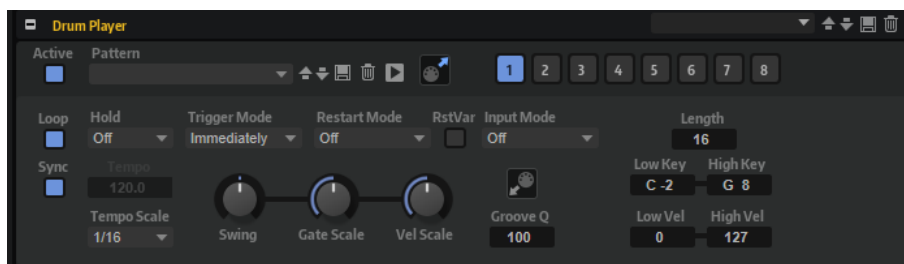 Drum Player
Active Pattern
1 2 3 4 5 6 7 8
Loop Hold Trigger Mode Restart Mode RstVar Input Mode Length
Off Immediately Off Off 16
Sync Tempo Low Key High Key
120.0 C -2 G 8
Tempo Scale Groove Q Low Vel High Vel
1/16 Swing Gate Scale Vel Scale 100 0 127